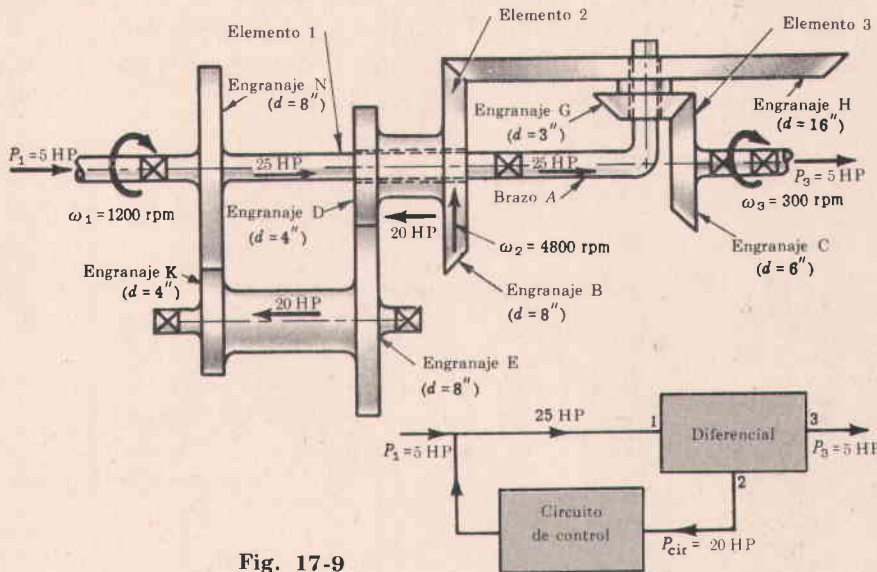 Elemento 1
Elemento 2
Elemento 3
Engranaje N
(d = 8″)
Engranaje G
(d = 3″)
Engranaje H
(d = 16″)
P₁ = 5 HP
25 HP
25 HP
P₃ = 5 HP
ω₁ = 1200 rpm
Engranaje D
(d = 4″)
Brazo A
ω₃ = 300 rpm
20 HP
ω₂ = 4800 rpm
Engranaje C
(d = 6″)
Engranaje K
(d = 4″)
20 HP
Engranaje B
(d = 8″)
Engranaje E
(d = 8″)
25 HP
1
Diferencial
3
P₁ = 5 HP
P₃ = 5 HP
2
Circuito
de control
P cir = 20 HP
Fig. 17-9